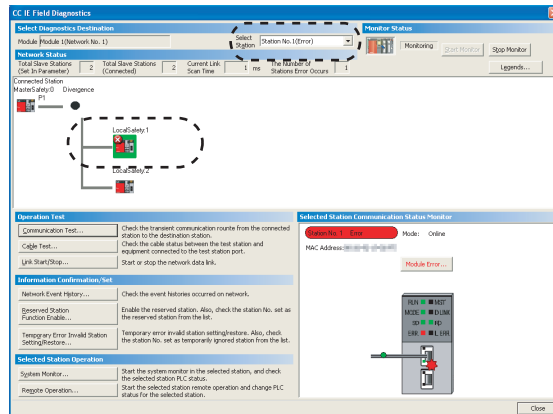 CC IE Field Diagnostics
Select Diagnostics Destination
Module Module 1(Network No. 1)
Select Station Station No.1(Error)
Monitor Status
Monitoring Start Monitor Stop Monitor
Legends...
Network Status
Total Slave Stations (Set In Parameter) 2 Total Slave Stations (Connected) 2 Current Link Scan Time 1 ms The Number of Stations Error Occurs 1
Connected Station
MasterSafety:0 Divergence
P1
LocalSafety:1
LocalSafety:2
Operation Test
Communication Test... Check the transient communication rounte from the connected station to the destination station.
Cable Test... Check the cable status between the test station and equipment connected to the test station port.
Link Start/Stop... Start or stop the network data link.
Information Confirmation/Set
Network Event History... Check the event histories occurred on network.
Reserved Station Function Enable... Enable the reserved station. Also, check the station No. set as the reserved station from the list.
Temporary Error Invalid Station Setting/Restore... Temporary error invalid station setting/restore. Also, check the station No. set as temporarily ignored station from the list.
Selected Station Operation
System Monitor... Start the system monitor in the selected station, and check the selected station PLC status.
Remote Operation... Start the selected station remote operation and change PLC status for the selected station.
Selected Station Communication Status Monitor
Station No. 1 Error Mode: Online
MAC Address:
Module Error...
RUN MST
MODE D LINK
SD RD
ERR. L ERR.
Close